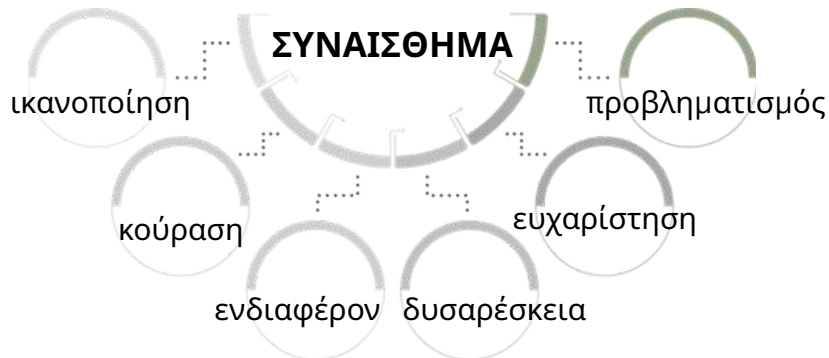 ΣΥΝΑΙΣΘΗΜΑ
ικανοποίηση
προβληματισμός
κούραση
ευχαρίστηση
ενδιαφέρον
δυσαρέσκεια